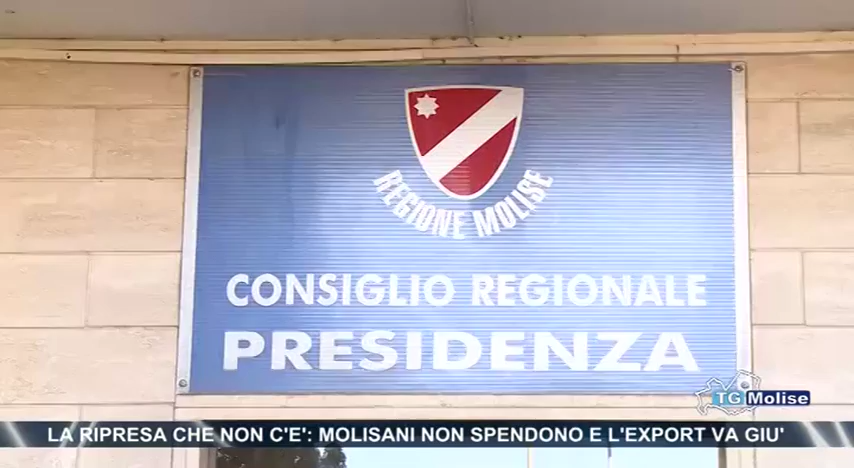 REGIONE MOLISE
CONSIGLIO REGIONALE
PRESIDENZA
TG Molise
LA RIPRESA CHE NON C'E': MOLISANI NON SPENDONO E L'EXPORT VA GIU'